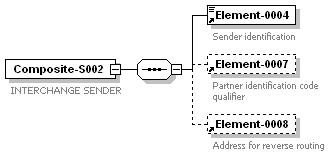 Element-0004
Sender identification
Composite-S002
INTERCHANGE SENDER
Element-0007
Partner identification code
qualifier
Element-0008
Address for reverse routing